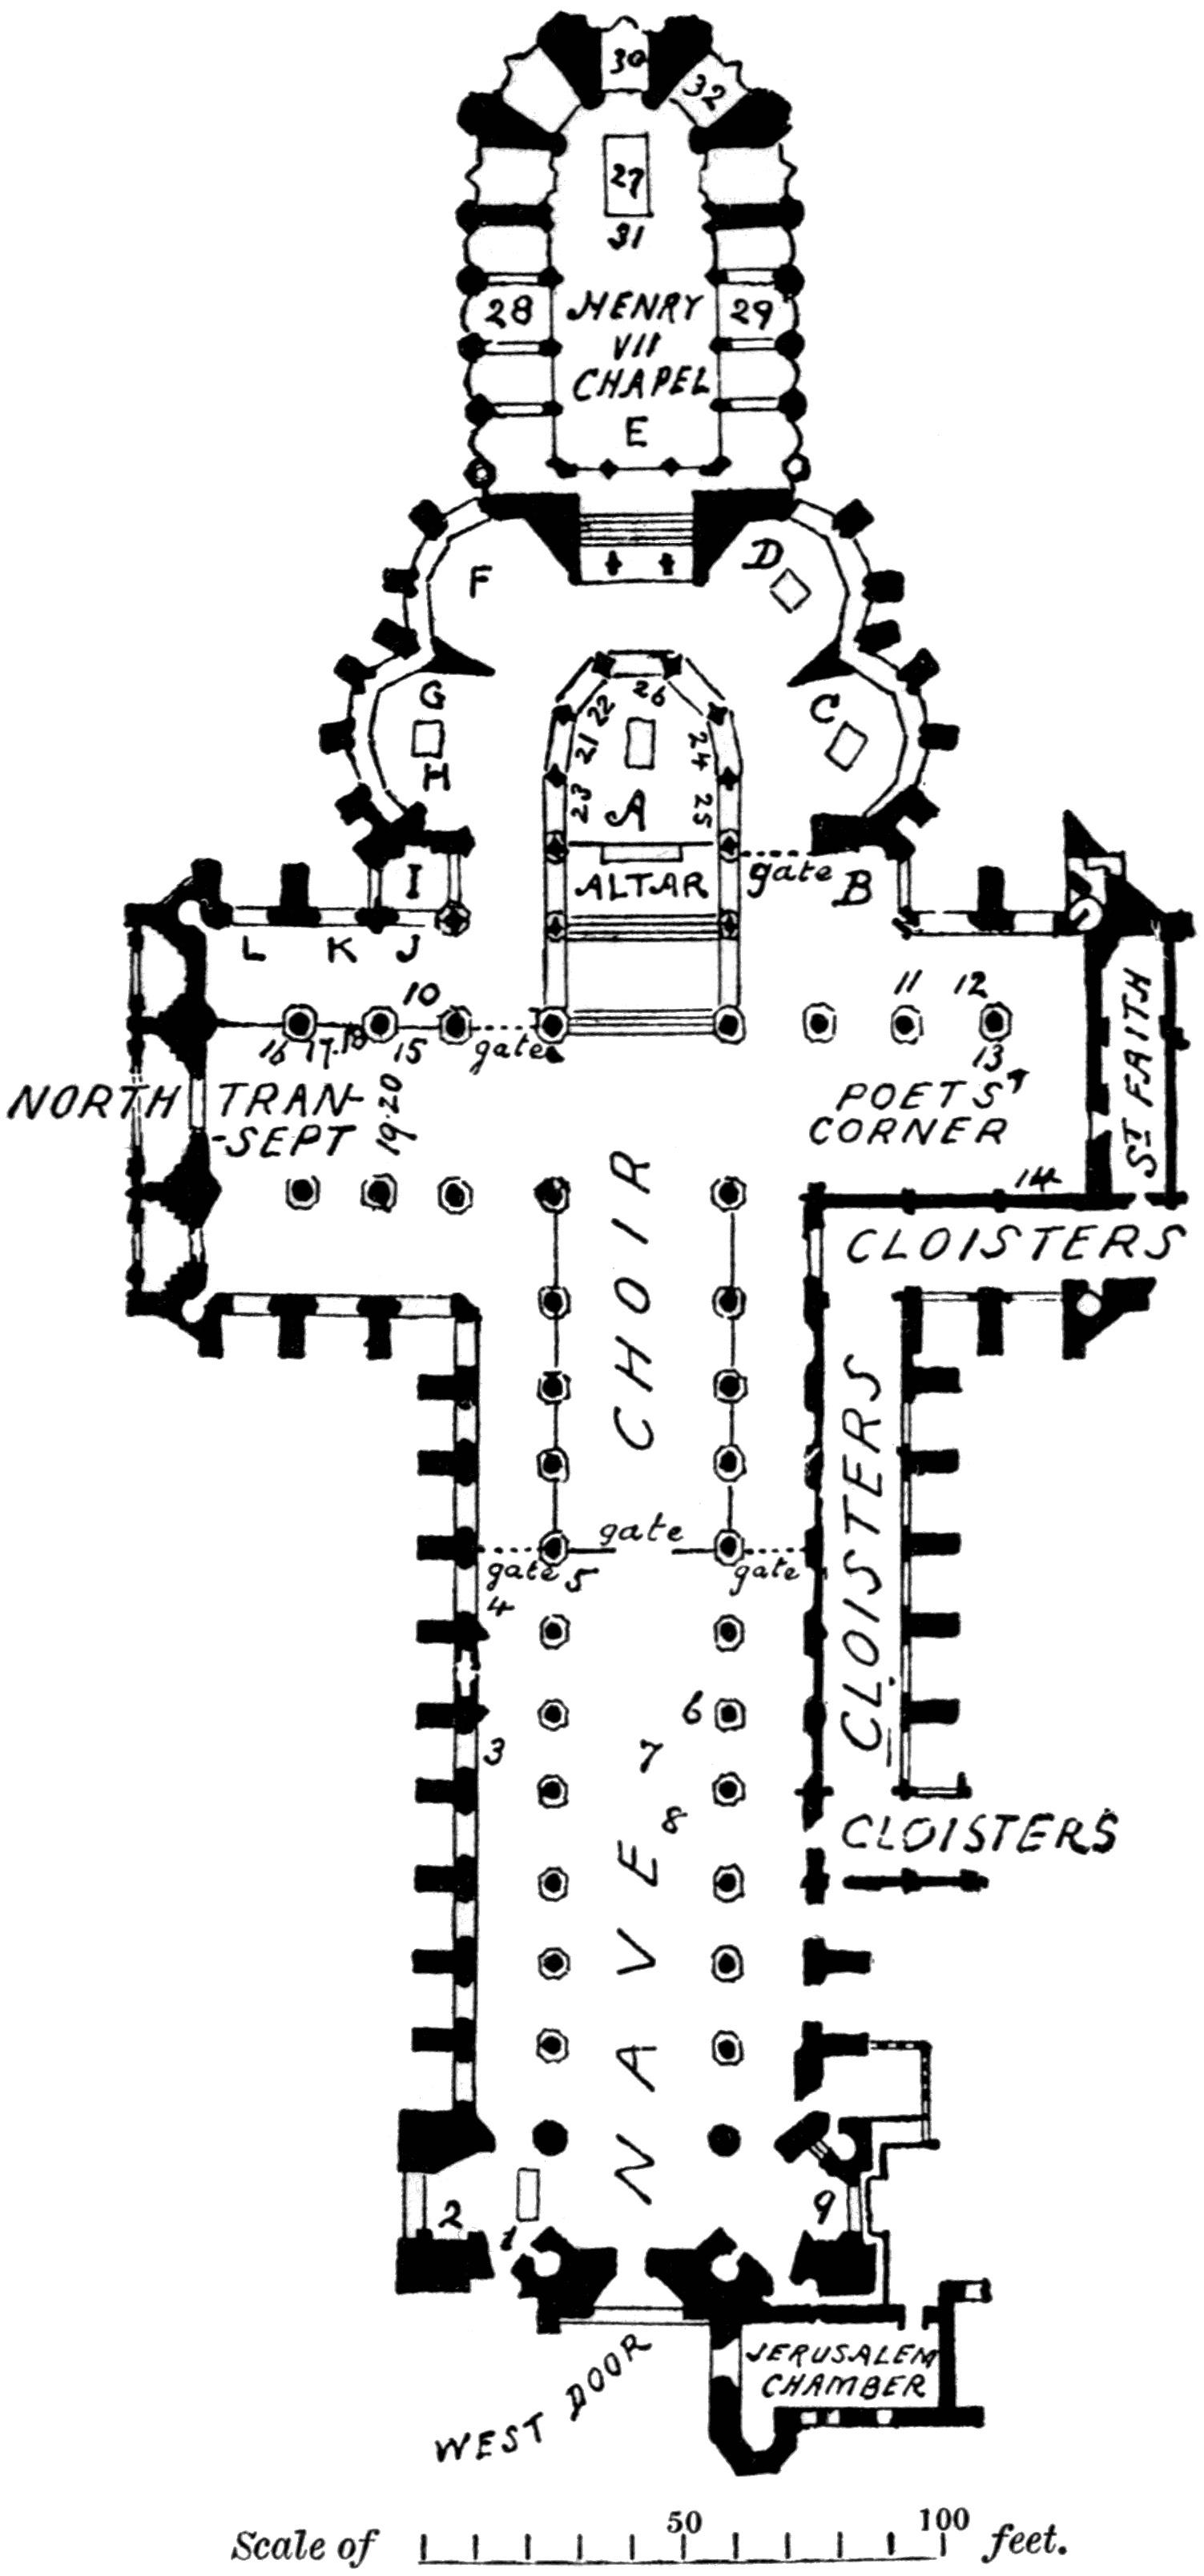 30
32
27
31
28 HENRY 29
VII
CHAPEL
E
D
F
G
26
22
C
21
24
H
23
25
A
I
ALTAR
gate B
L K J
10
11 12
16 17.18 15 gate
13
NORTH TRAN-
-SEPT
19.20
POETS'
CORNER
ST FAITH
14
CHOIR
CLOISTERS
CLOISTERS
gate
gate 5
gate
4
6
3
7
8
CLOISTERS
NAVE
2
9
1
JERUSALEM
CHAMBER
WEST DOOR
50 100
Scale of feet.